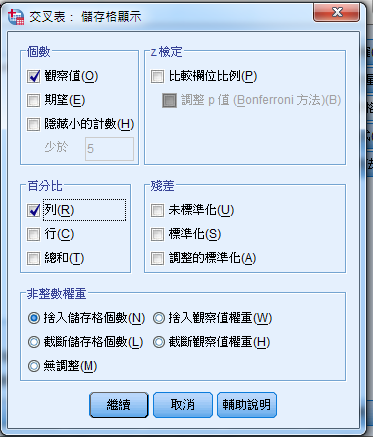 交叉表： 儲存格顯示
個數
觀察值(O)
期望(E)
隱藏小的計數(H)
少於 5
z 檢定
比較欄位比例(P)
調整 p 值 (Bonferroni 方法)(B)
百分比
列(R)
行(C)
總和(T)
殘差
未標準化(U)
標準化(S)
調整的標準化(A)
非整數權重
捨入儲存格個數(N) 捨入觀察值權重(W)
截斷儲存格個數(L) 截斷觀察值權重(H)
無調整(M)
繼續 取消 輔助說明